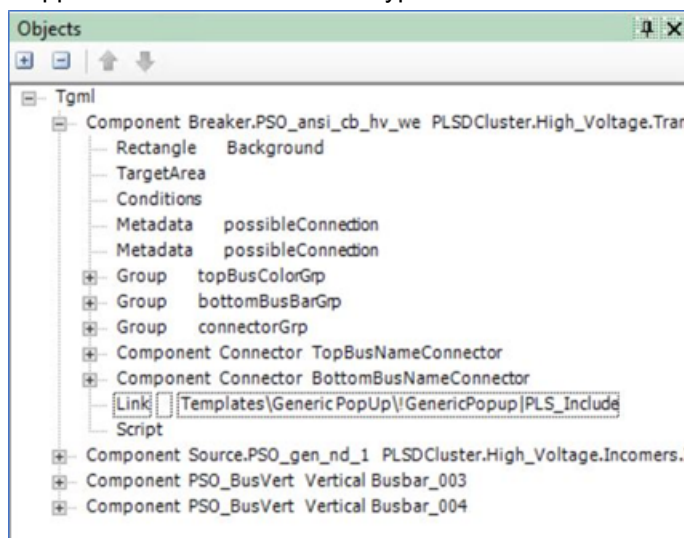 Objects
Tgml
Component Breaker.PSO_ansi_cb_hv_we PLSDCluster.High_Voltage.Tran
Rectangle Background
TargetArea
Conditions
Metadata possibleConnection
Metadata possibleConnection
Group topBusColorGrp
Group bottomBusBarGrp
Group connectorGrp
Component Connector TopBusNameConnector
Component Connector BottomBusNameConnector
Link Templates\Generic PopUp\!GenericPopup|PLS_Include
Script
Component Source.PSO_gen_nd_1 PLSDCluster.High_Voltage.Incomers.
Component PSO_BusVert Vertical Busbar_003
Component PSO_BusVert Vertical Busbar_004